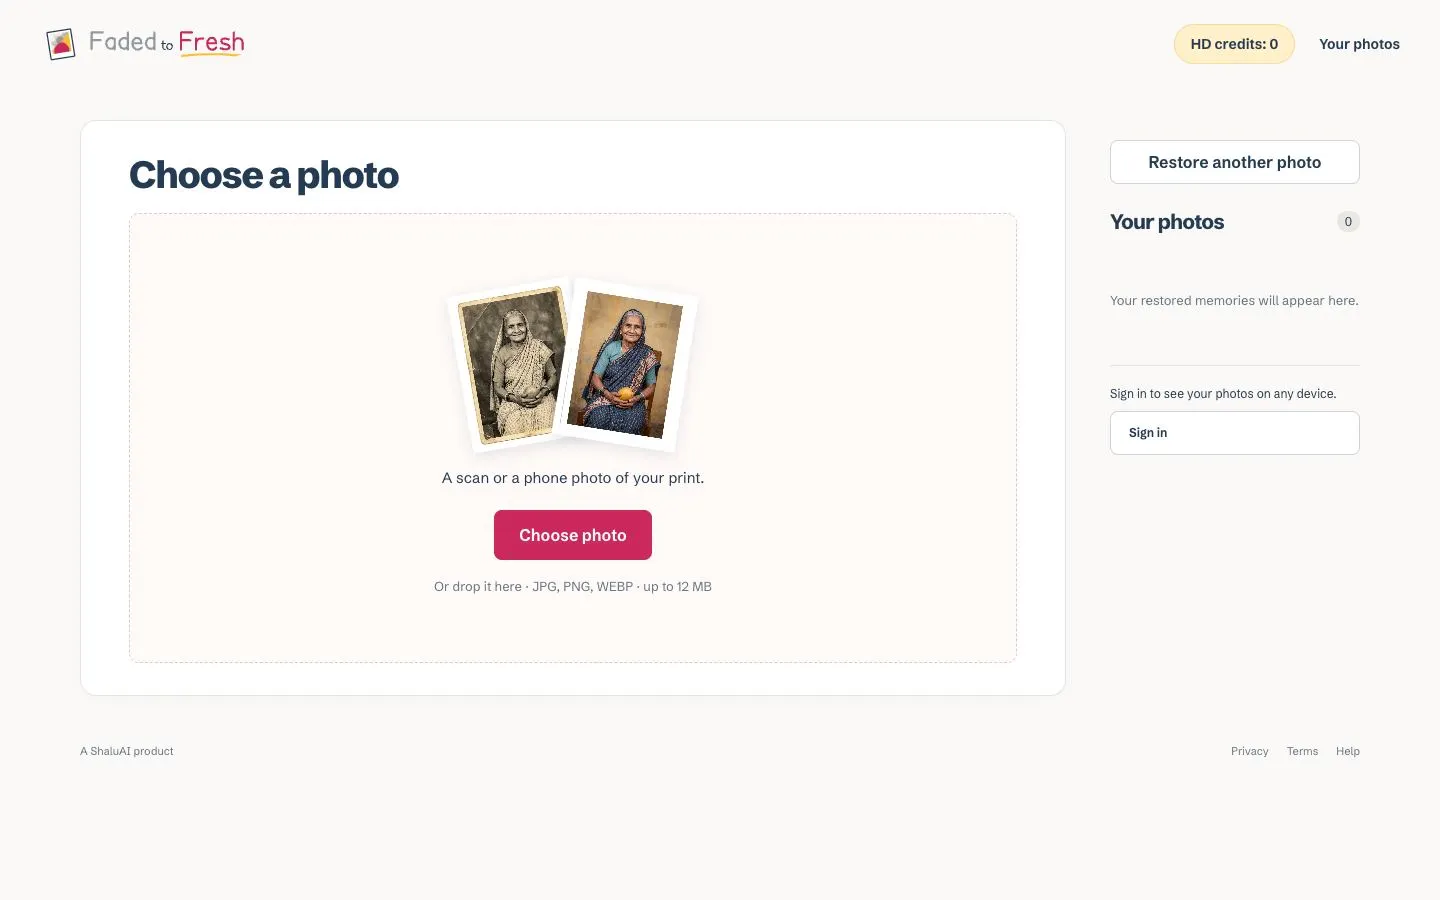 Faded to Fresh
HD credits: 0
Your photos
Choose a photo
A scan or a phone photo of your print.
Choose photo
Or drop it here · JPG, PNG, WEBP · up to 12 MB
Restore another photo
Your photos
0
Your restored memories will appear here.
Sign in to see your photos on any device.
Sign in
A ShaluAI product
Privacy
Terms
Help